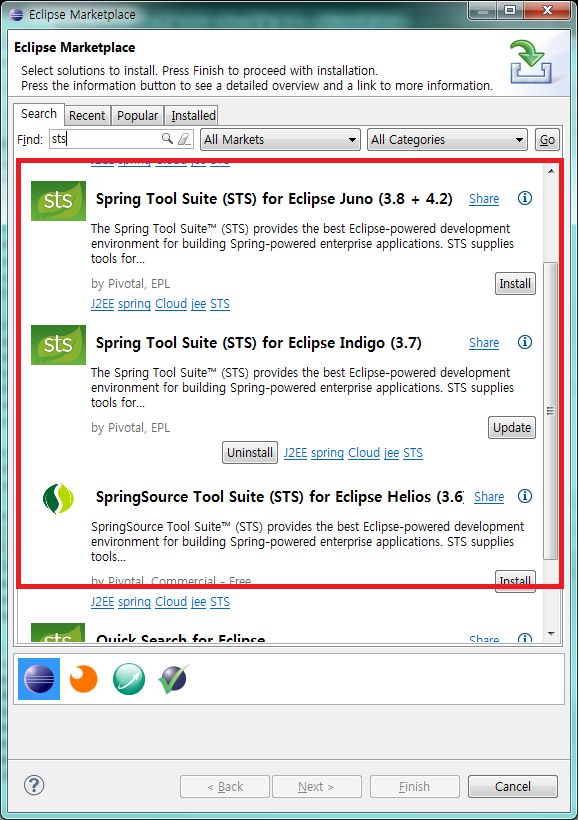 Eclipse Marketplace
Eclipse Marketplace
Select solutions to install. Press Finish to proceed with installation.
Press the information button to see a detailed overview and a link to more information.
Search Recent Popular Installed
Find: sts All Markets All Categories Go
J2EE spring Cloud jee STS
sts Spring Tool Suite (STS) for Eclipse Juno (3.8 + 4.2) Share
The Spring Tool Suite™ (STS) provides the best Eclipse-powered development
environment for building Spring-powered enterprise applications. STS supplies
tools for...
by Pivotal, EPL Install
J2EE spring Cloud jee STS
sts Spring Tool Suite (STS) for Eclipse Indigo (3.7) Share
The Spring Tool Suite™ (STS) provides the best Eclipse-powered development
environment for building Spring-powered enterprise applications. STS supplies
tools for...
by Pivotal, EPL Update
Uninstall J2EE spring Cloud jee STS
SpringSource Tool Suite (STS) for Eclipse Helios (3.6) Share
SpringSource Tool Suite™ (STS) provides the best Eclipse-powered development
environment for building Spring-powered enterprise applications. STS supplies
tools...
by Pivotal, Commercial - Free Install
J2EE spring Cloud jee STS
sts Quick Search for Eclipse Share
? < Back Next > Finish Cancel